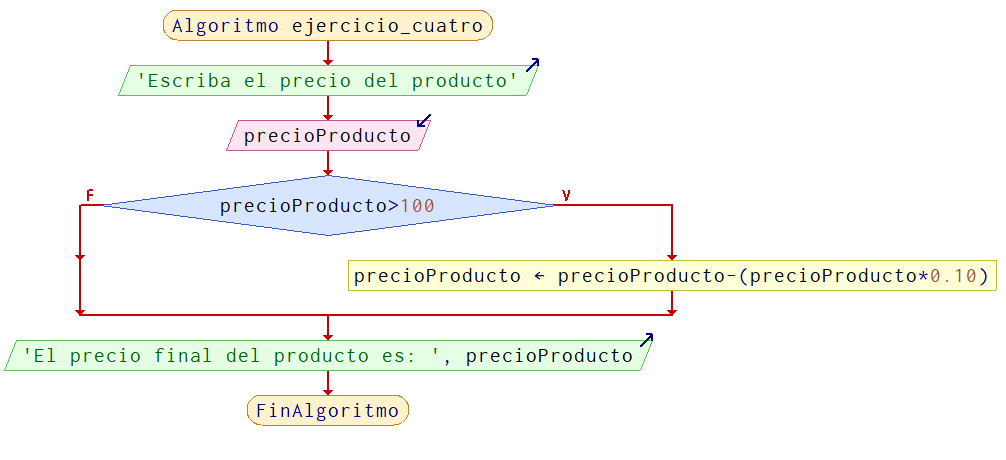 Algoritmo ejercicio_cuatro
'Escriba el precio del producto'
precioProducto
F
V
precioProducto>100
precioProducto ← precioProducto-(precioProducto*0.10)
'El precio final del producto es: ', precioProducto
FinAlgoritmo